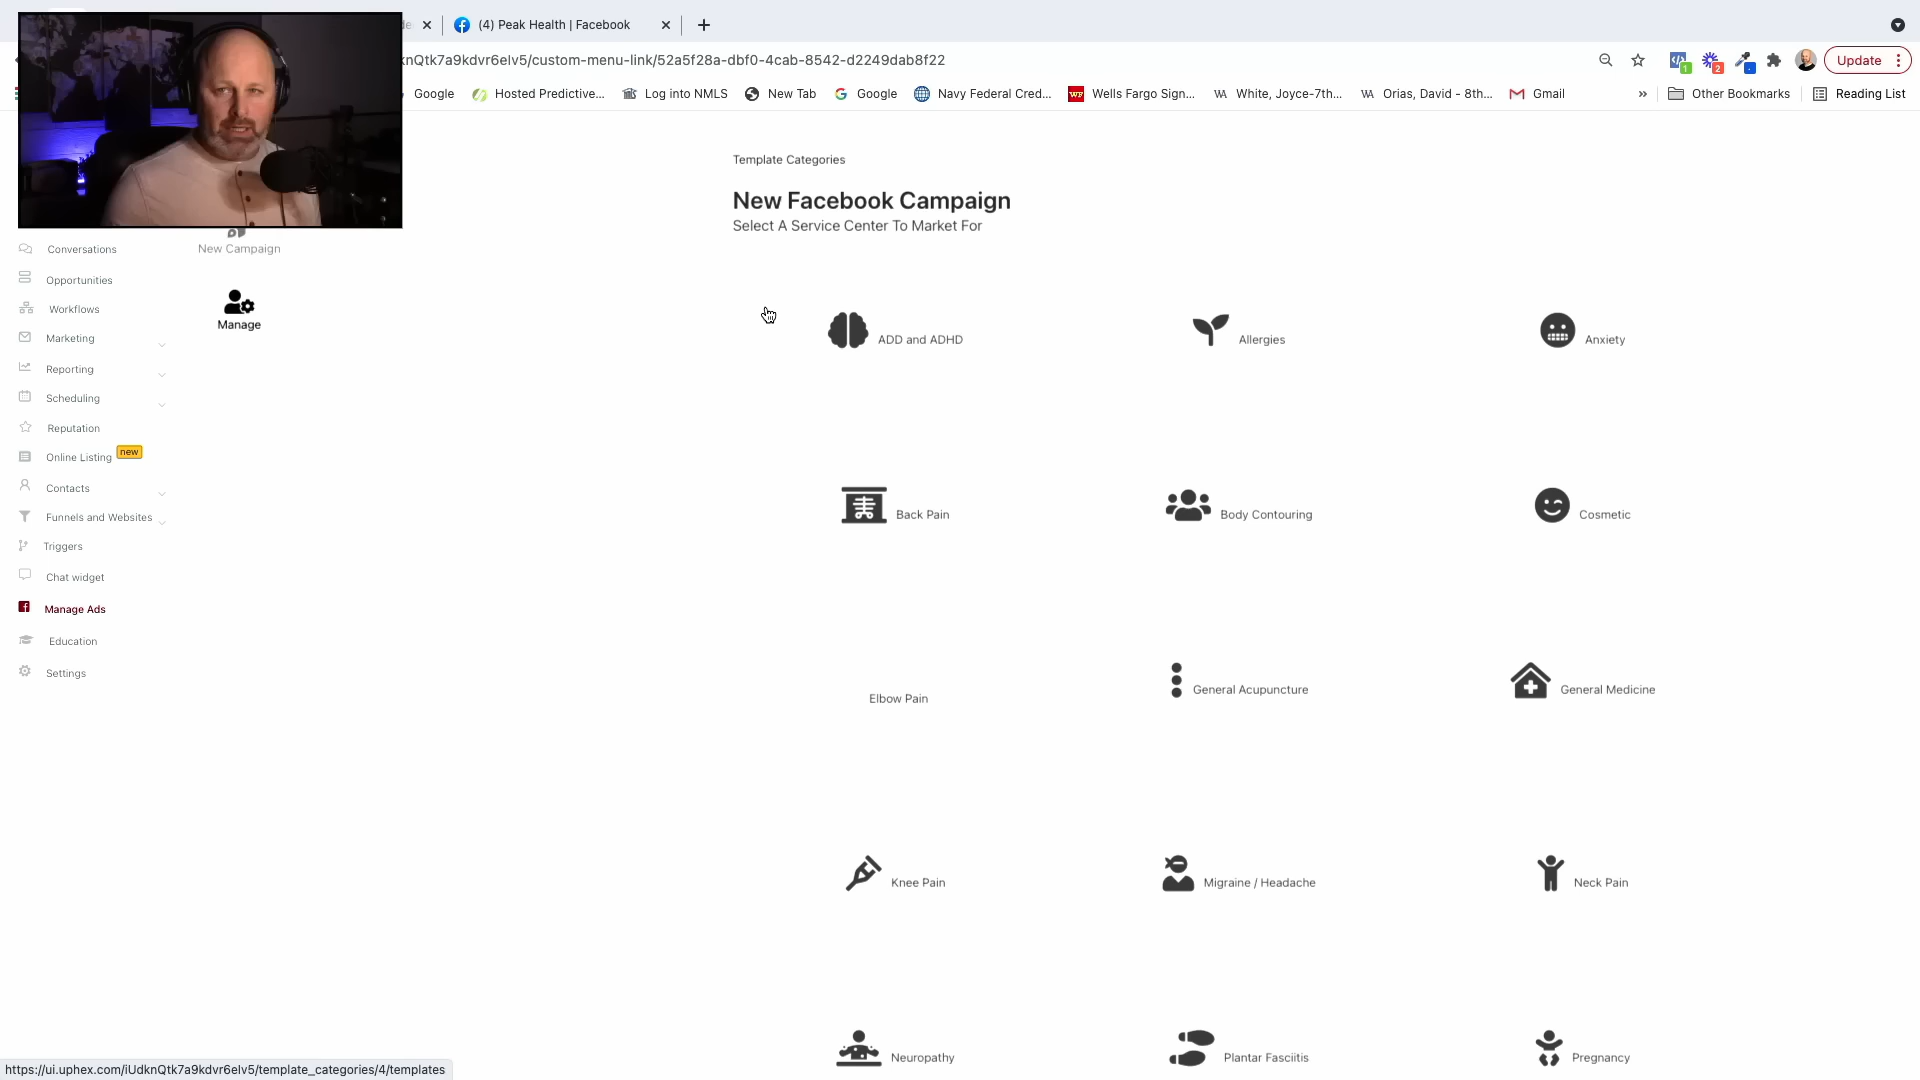 (4) Peak Health | Facebook
knQtk7a9kdvr6elv5/custom-menu-link/52a5f28a-dbf0-4cab-8542-d2249dab8f22
1
2
Update
Google
Hosted Predictive...
Log into NMLS
New Tab
Google
Navy Federal Cred...
Wells Fargo Sign...
White, Joyce-7th...
Orias, David - 8th...
Gmail
»
Other Bookmarks
Reading List
Template Categories
New Facebook Campaign
Select A Service Center To Market For
New Campaign
Manage
Conversations
Opportunities
Workflows
Marketing
Reporting
Scheduling
Reputation
Online Listing new
Contacts
Funnels and Websites
Triggers
Chat widget
Manage Ads
Education
Settings
ADD and ADHD
Allergies
Anxiety
Back Pain
Body Contouring
Cosmetic
Elbow Pain
General Acupuncture
General Medicine
Knee Pain
Migraine / Headache
Neck Pain
Neuropathy
Plantar Fasciitis
Pregnancy
https://ui.uphex.com/iUdknQtk7a9kdvr6elv5/template_categories/4/templates